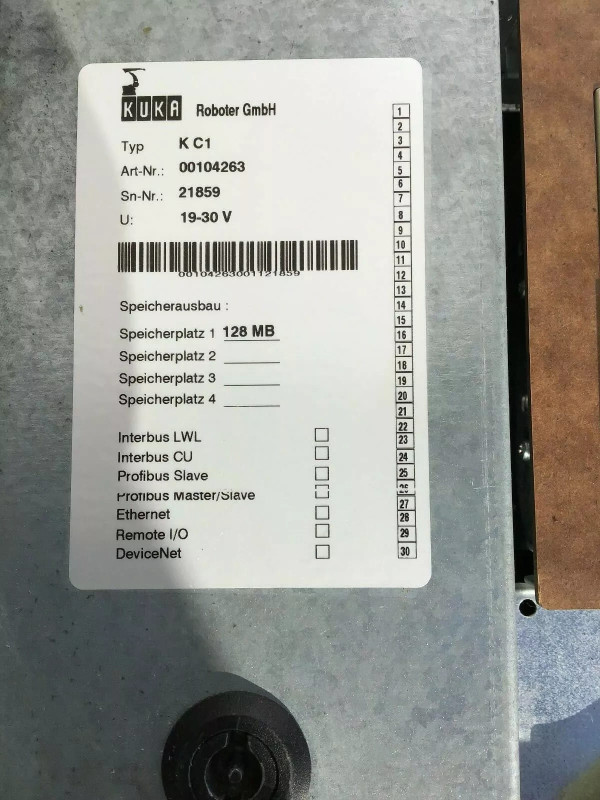 KUKA Roboter GmbH
Typ K C1
Art-Nr.: 00104263
Sn-Nr.: 21859
U: 19-30 V
00104263001121859
Speicherausbau :
Speicherplatz 1 128 MB
Speicherplatz 2
Speicherplatz 3
Speicherplatz 4
Interbus LWL
Interbus CU
Profibus Slave
Profibus Master/Slave
Ethernet
Remote I/O
DeviceNet
1
2
3
4
5
6
7
8
9
10
11
12
13
14
15
16
17
18
19
20
21
22
23
24
25
26
27
28
29
30